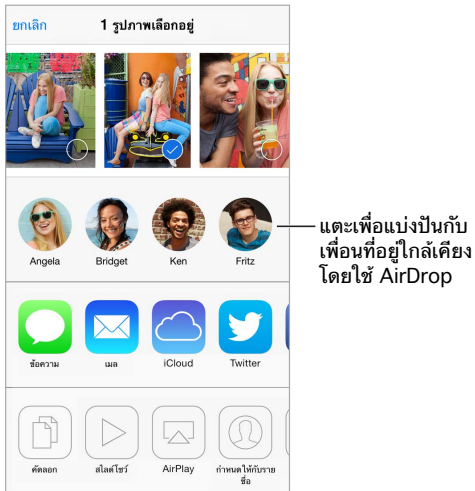 ยกเลิก 1 รูปภาพเลือกอยู่
Angela Bridget Ken Fritz
แตะเพื่อแบ่งปันกับ
เพื่อนที่อยู่ใกล้เคียง
โดยใช้ AirDrop
ข้อความ เมล iCloud Twitter
คัดลอก สไลด์โชว์ AirPlay กำหนดให้กับราย
ชื่อ